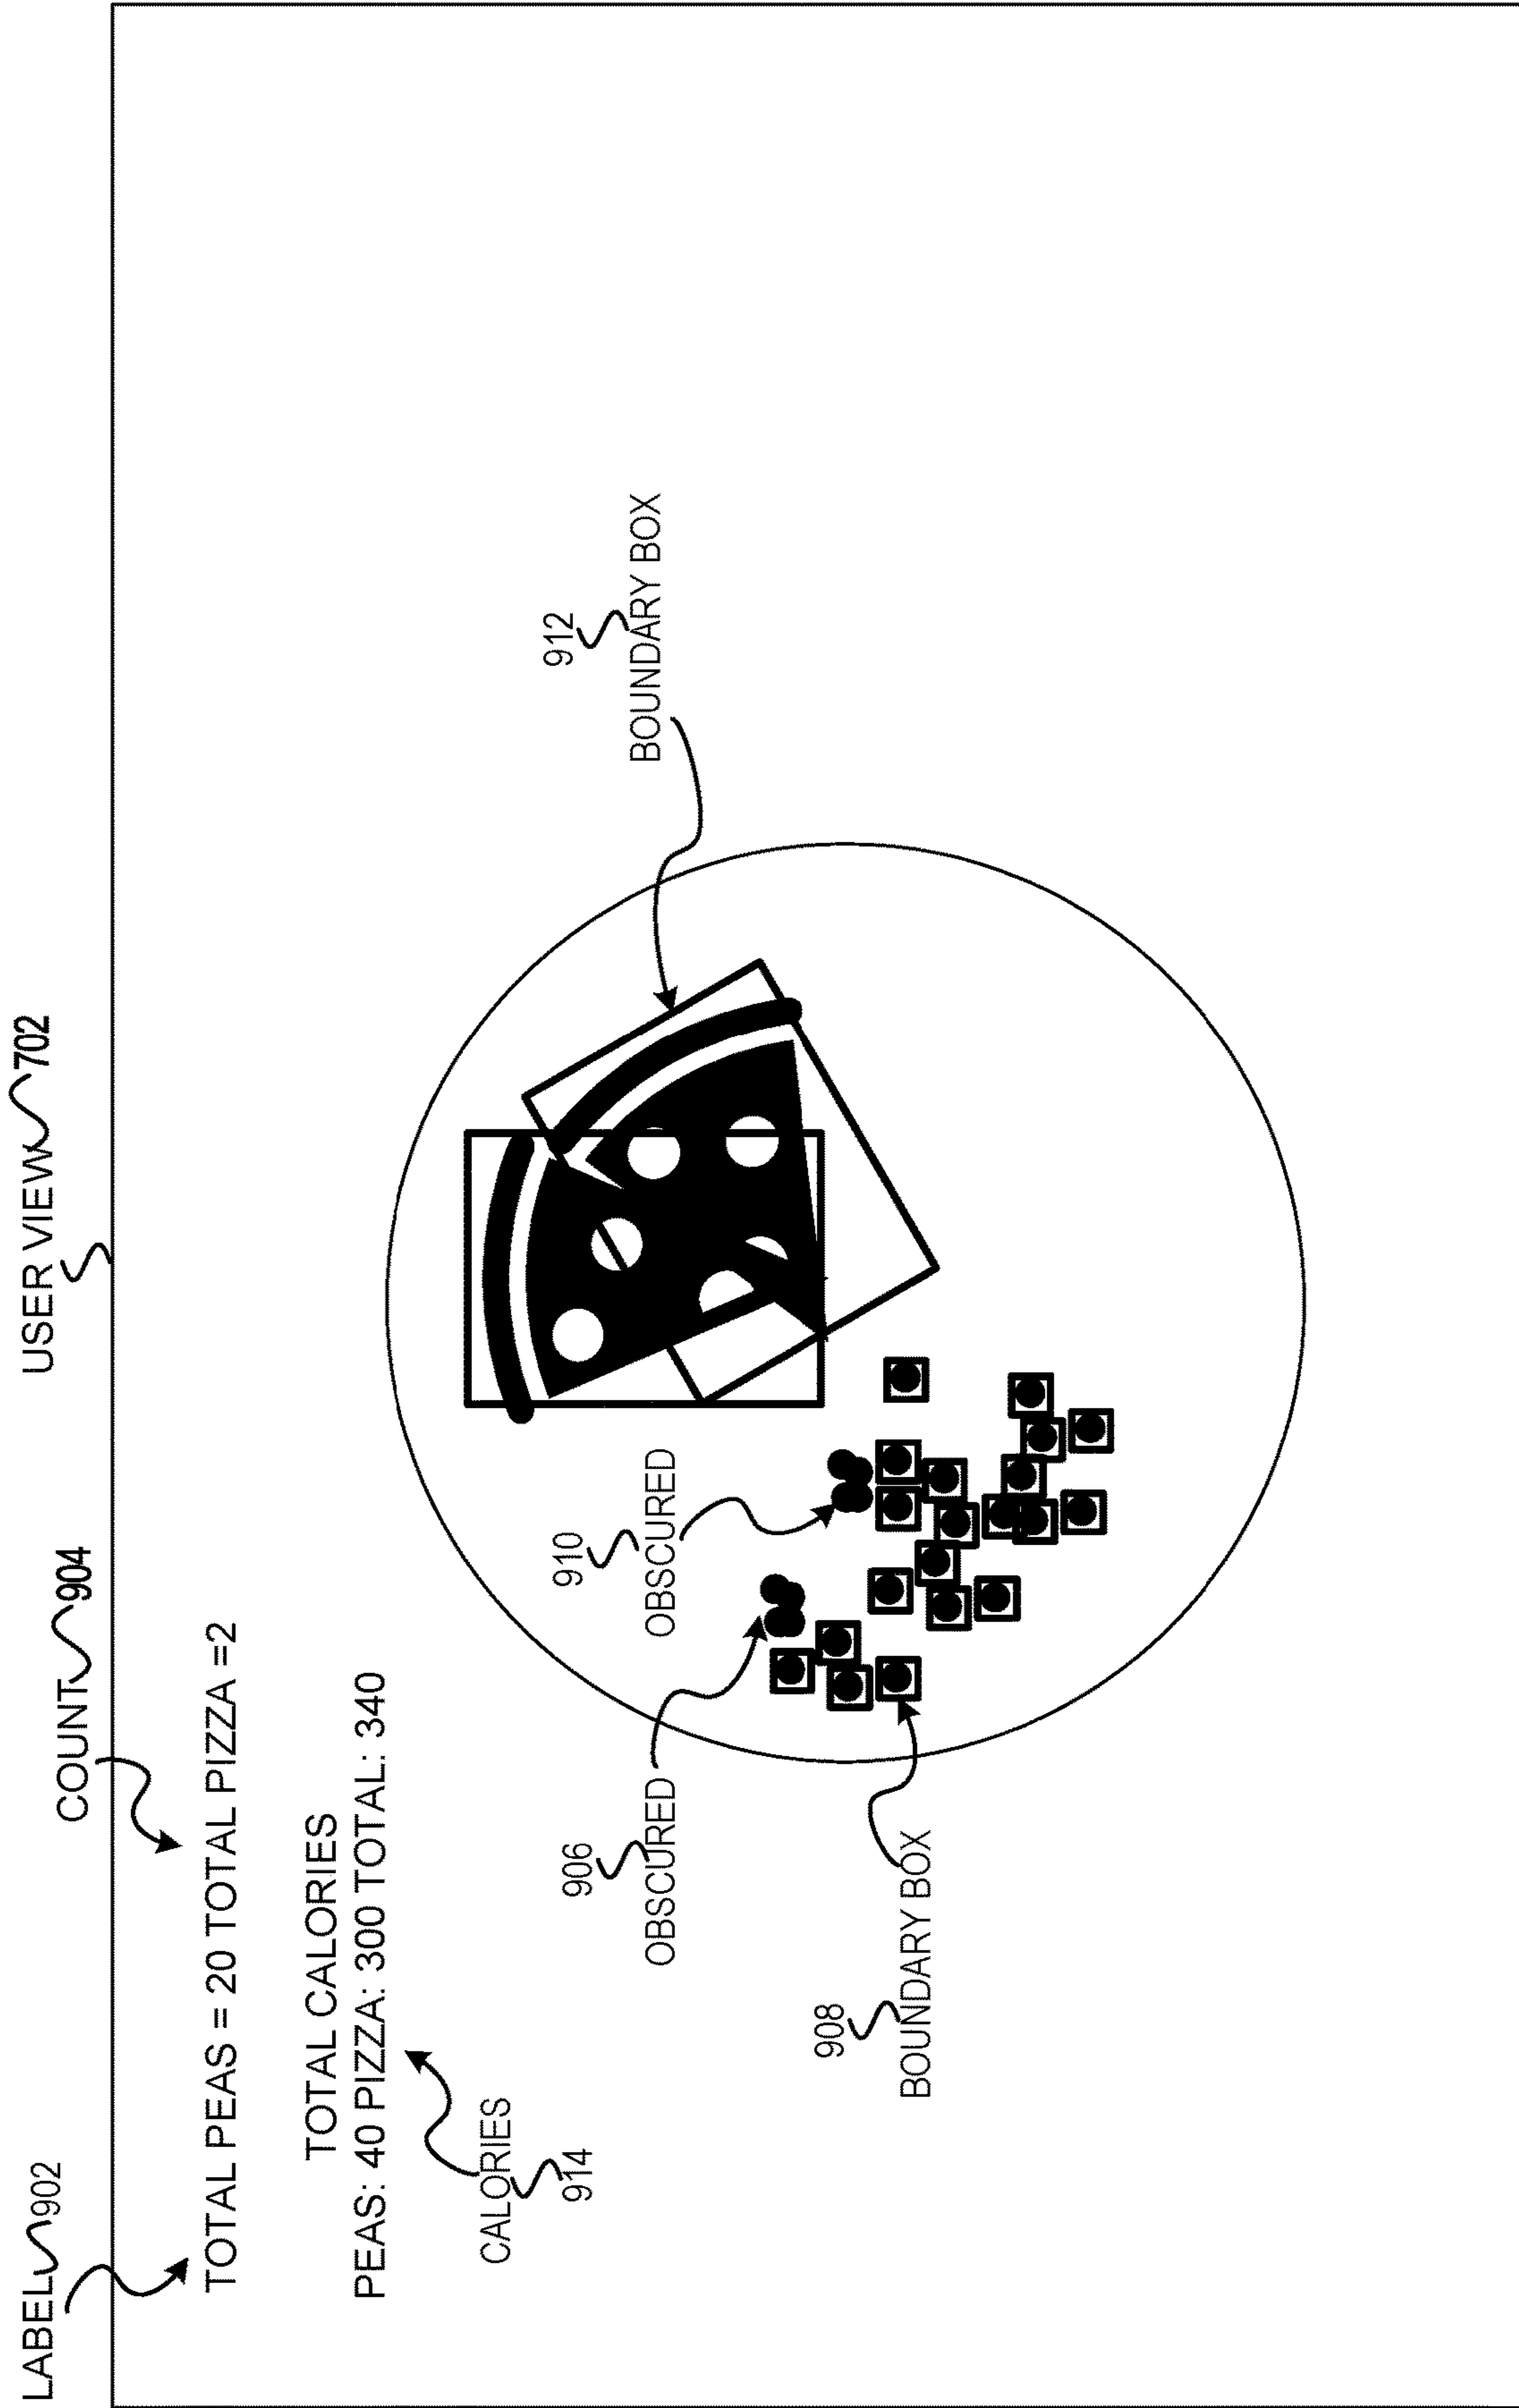 LABEL 902
COUNT 904
USER VIEW 702
TOTAL PEAS = 20 TOTAL PIZZA =2
TOTAL CALORIES
PEAS: 40 PIZZA: 300 TOTAL: 340
CALORIES
914
906
OBSCURED
910
OBSCURED
912
BOUNDARY BOX
908
BOUNDARY BOX